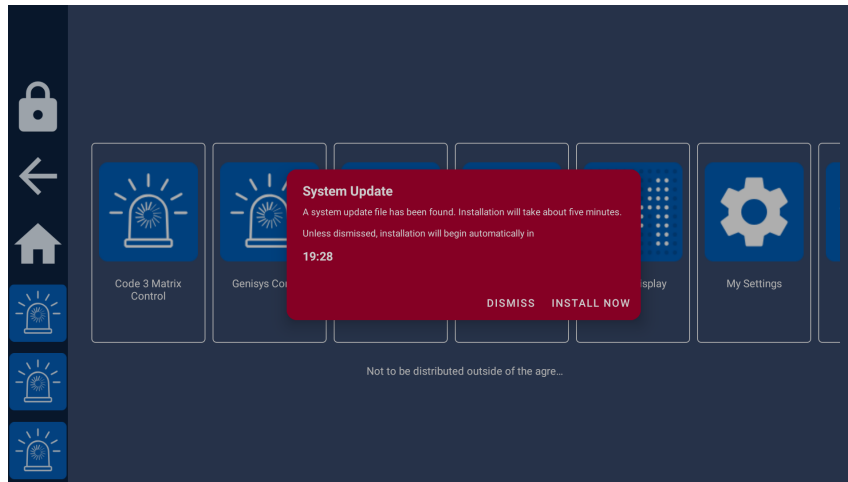 System Update
A system update file has been found. Installation will take about five minutes.
Unless dismissed, installation will begin automatically in
19:28
DISMISS INSTALL NOW
Code 3 Matrix
Control
Genisys
My Settings
Not to be distributed outside of the agre…